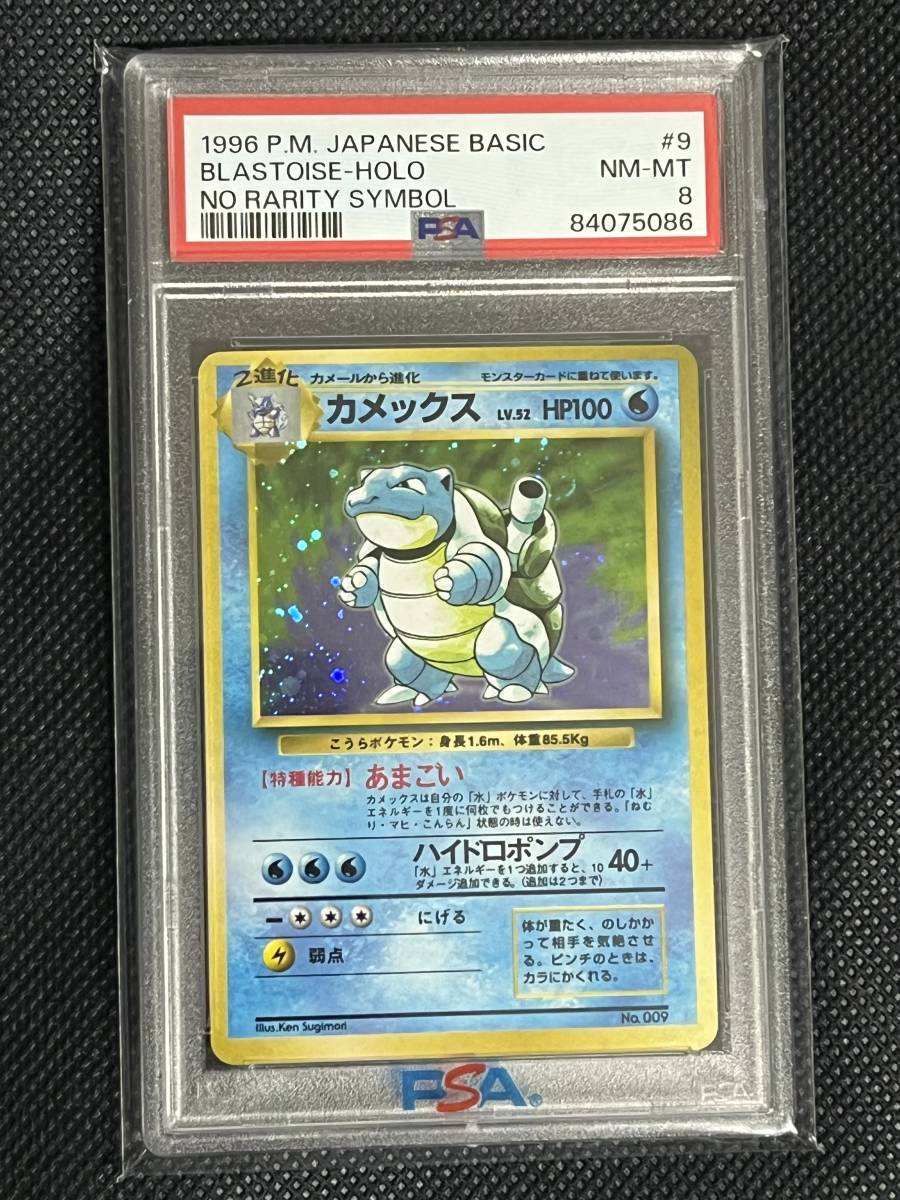 1996 P.M. JAPANESE BASIC #9
BLASTOISE-HOLO NM-MT
NO RARITY SYMBOL 8
PSA 84075086
2進化 カメールから進化 モンスターカードに重ねて使います。
カメックス LV.52 HP100
こうらポケモン：身長1.6m、体重85.5Kg
【特種能力】あまごい
カメックスは自分の「水」ポケモンに対して、手札の「水」
エネルギーを1度に何枚でもつけることができる。「ねむ
り・マヒ・こんらん」状態の時は使えない。
ハイドロポンプ 40+
「水」エネルギーを1つ追加すると、10
ダメージ追加できる。（追加は2つまで）
ー にげる
弱点
体が重たく、のしかか
って相手を気絶させ
る。ピンチのときは、
カラにかくれる。
Illus.Ken Sugimori No.009
PSA®